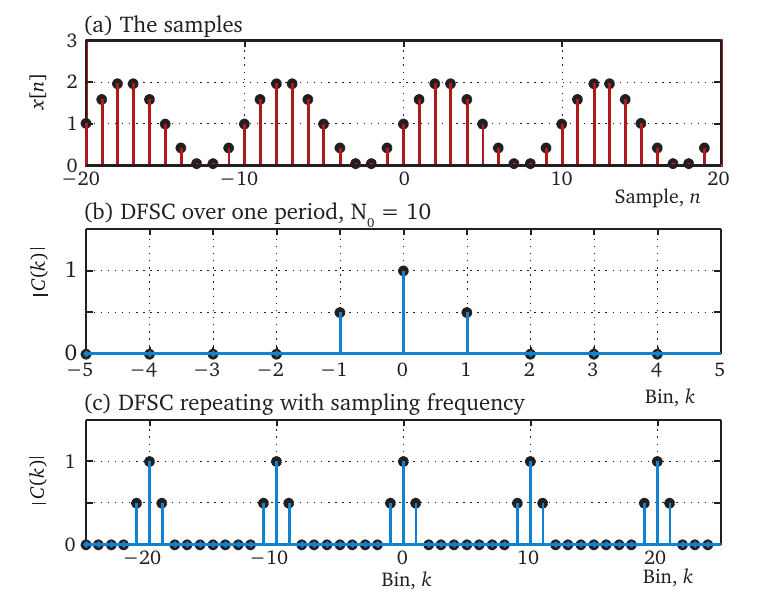 (a) The samples
3
2
1
0
x[n]
−20 −10 0 10 20
Sample, n
(b) DFSC over one period, N₀ = 10
1
0
|C(k)|
−5 −4 −3 −2 −1 0 1 2 3 4 5
Bin, k
(c) DFSC repeating with sampling frequency
1
0
|C(k)|
−20 −10 0 10 20
Bin, k Bin, k